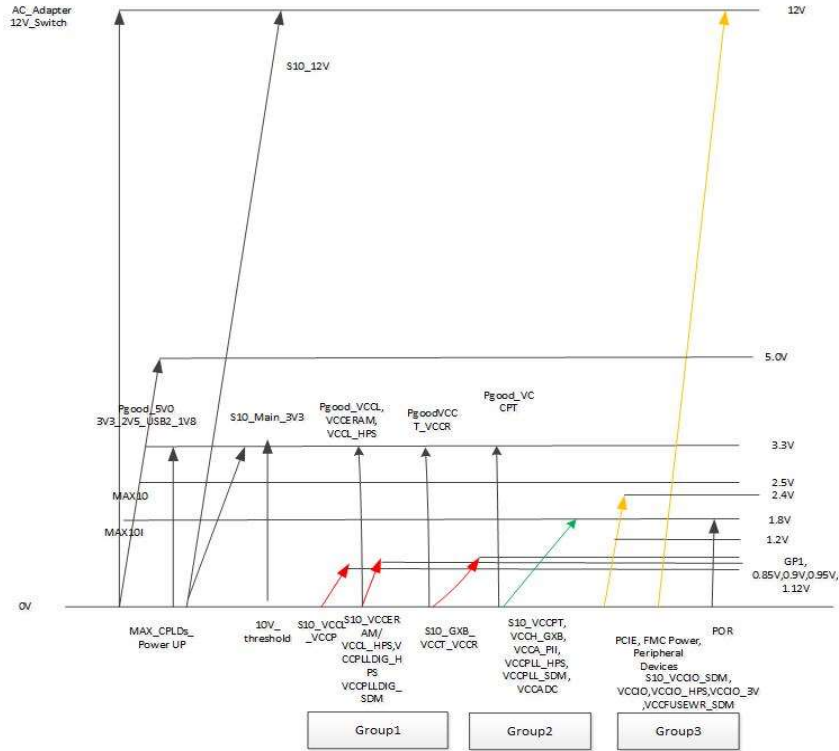 AC_Adapter
12V_Switch
12V
S10_12V
5.0V
Pgood_5V0
3V3_2V5_USB2_1V8
S10_Main_3V3
Pgood_VCCL,
VCCERAM,
VCCL_HPS
PgoodVCC
T_VCCR
Pgood_VC
CPT
3.3V
2.5V
MAX10
2.4V
MAX10I
1.8V
1.2V
GP1,
0.85V,0.9V,0.95V,
1.12V
0V
MAX_CPLDs_
Power UP
10V_
threshold
S10_VCCL
_VCCP
S10_VCCER
AM/
VCCL_HPS,V
CCPLLDIG_H
PS
VCCPLLDIG_
SDM
S10_GXB_
VCCT_VCCR
S10_VCCPT,
VCCH_GXB,
VCCA_Pll,
VCCPLL_HPS,
VCCPLL_SDM,
VCCADC
PCIE, FMC Power,
Peripheral
Devices
S10_VCCIO_SDM,
VCCIO,VCCIO_HPS,VCCIO_3V
,VCCFUSEWR_SDM
POR
Group1
Group2
Group3